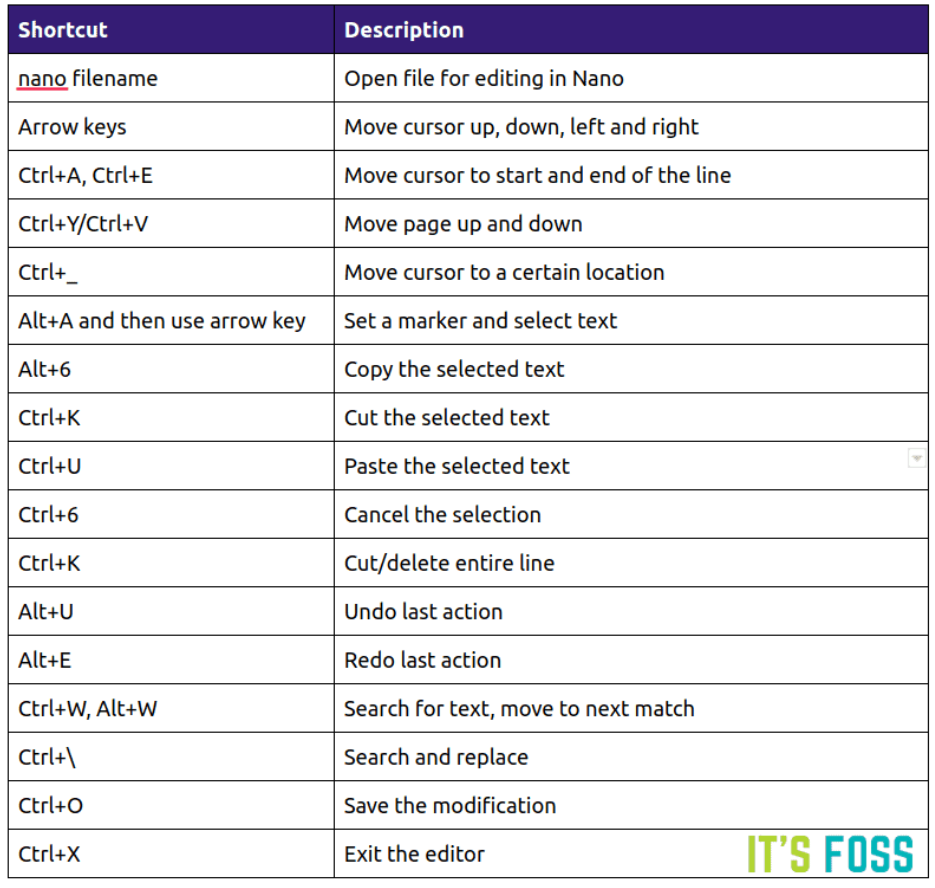 Shortcut Description
nano filename Open file for editing in Nano
Arrow keys Move cursor up, down, left and right
Ctrl+A, Ctrl+E Move cursor to start and end of the line
Ctrl+Y/Ctrl+V Move page up and down
Ctrl+_ Move cursor to a certain location
Alt+A and then use arrow key Set a marker and select text
Alt+6 Copy the selected text
Ctrl+K Cut the selected text
Ctrl+U Paste the selected text
Ctrl+6 Cancel the selection
Ctrl+K Cut/delete entire line
Alt+U Undo last action
Alt+E Redo last action
Ctrl+W, Alt+W Search for text, move to next match
Ctrl+\ Search and replace
Ctrl+O Save the modification
Ctrl+X Exit the editor
IT'S FOSS